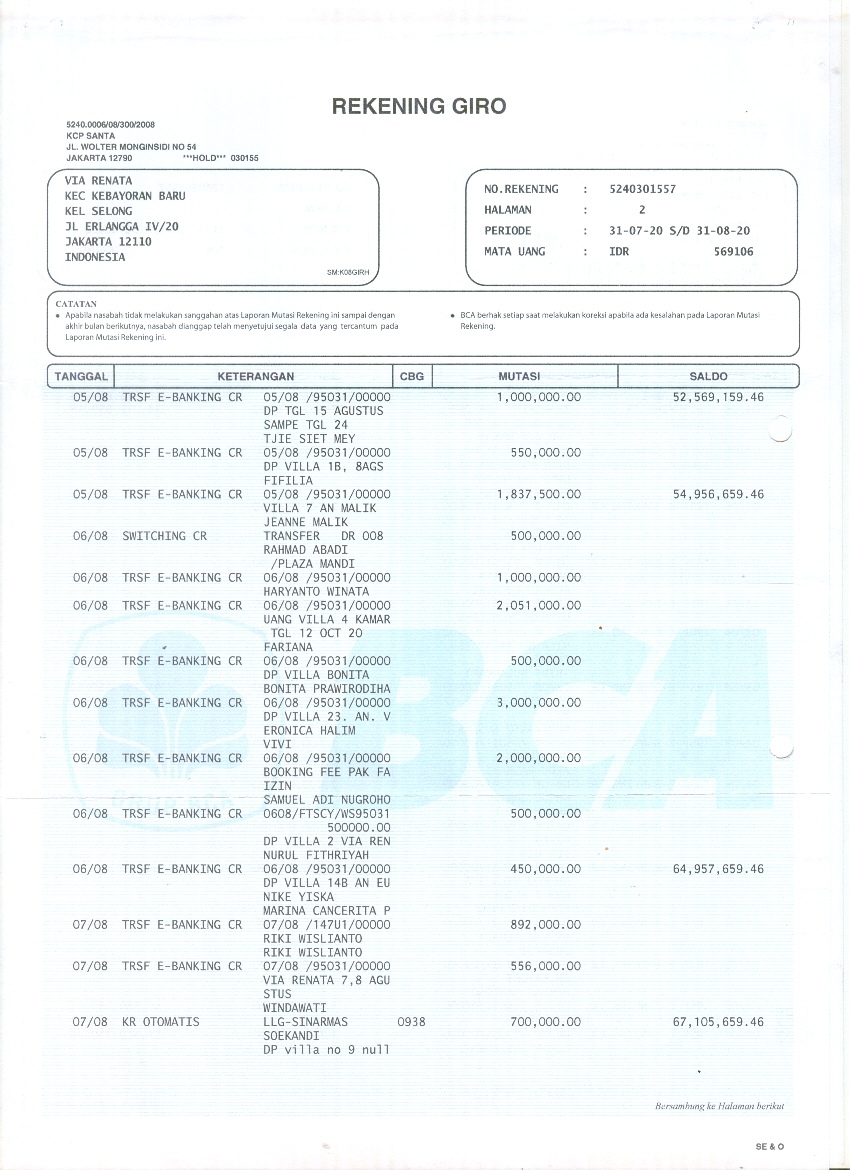 REKENING GIRO
5240.0006/08/300/2008
KCP SANTA
JL. WOLTER MONGINSIDI NO 54
JAKARTA 12790 ***HOLD*** 030155
VIA RENATA
KEC KEBAYORAN BARU
KEL SELONG
JL ERLANGGA IV/20
JAKARTA 12110
INDONESIA
SM:K08GIRH
NO.REKENING : 5240301557
HALAMAN : 2
PERIODE : 31-07-20 S/D 31-08-20
MATA UANG : IDR 569106
CATATAN
• Apabila nasabah tidak melakukan sanggahan atas Laporan Mutasi Rekening ini sampai dengan
akhir bulan berikutnya, nasabah dianggap telah menyetujui segala data yang tercantum pada
Laporan Mutasi Rekening ini.
• BCA berhak setiap saat melakukan koreksi apabila ada kesalahan pada Laporan Mutasi
Rekening.
TANGGAL KETERANGAN CBG MUTASI SALDO
05/08 TRSF E-BANKING CR 05/08 /95031/00000 1,000,000.00 52,569,159.46
DP TGL 15 AGUSTUS
SAMPE TGL 24
TJIE SIET MEY
05/08 TRSF E-BANKING CR 05/08 /95031/00000 550,000.00
DP VILLA 1B, 8AGS
FIFILIA
05/08 TRSF E-BANKING CR 05/08 /95031/00000 1,837,500.00 54,956,659.46
VILLA 7 AN MALIK
JEANNE MALIK
06/08 SWITCHING CR TRANSFER DR 008 500,000.00
RAHMAD ABADI
/PLAZA MANDI
06/08 TRSF E-BANKING CR 06/08 /95031/00000 1,000,000.00
HARYANTO WINATA
06/08 TRSF E-BANKING CR 06/08 /95031/00000 2,051,000.00
UANG VILLA 4 KAMAR
TGL 12 OCT 20
FARIANA
06/08 TRSF E-BANKING CR 06/08 /95031/00000 500,000.00
DP VILLA BONITA
BONITA PRAWIRODIHA
06/08 TRSF E-BANKING CR 06/08 /95031/00000 3,000,000.00
DP VILLA 23. AN. V
ERONICA HALIM
VIVI
06/08 TRSF E-BANKING CR 06/08 /95031/00000 2,000,000.00
BOOKING FEE PAK FA
IZIN
SAMUEL ADI NUGROHO
06/08 TRSF E-BANKING CR 0608/FTSCY/WS95031 500,000.00
500000.00
DP VILLA 2 VIA REN
NURUL FITHRIYAH
06/08 TRSF E-BANKING CR 06/08 /95031/00000 450,000.00 64,957,659.46
DP VILLA 14B AN EU
NIKE YISKA
MARINA CANCERITA P
07/08 TRSF E-BANKING CR 07/08 /147U1/00000 892,000.00
RIKI WISLIANTO
RIKI WISLIANTO
07/08 TRSF E-BANKING CR 07/08 /95031/00000 556,000.00
VIA RENATA 7,8 AGU
STUS
WINDAWATI
07/08 KR OTOMATIS LLG-SINARMAS 0938 700,000.00 67,105,659.46
SOEKANDI
DP villa no 9 null
BCA
Bersambung ke Halaman berikut
SE & O